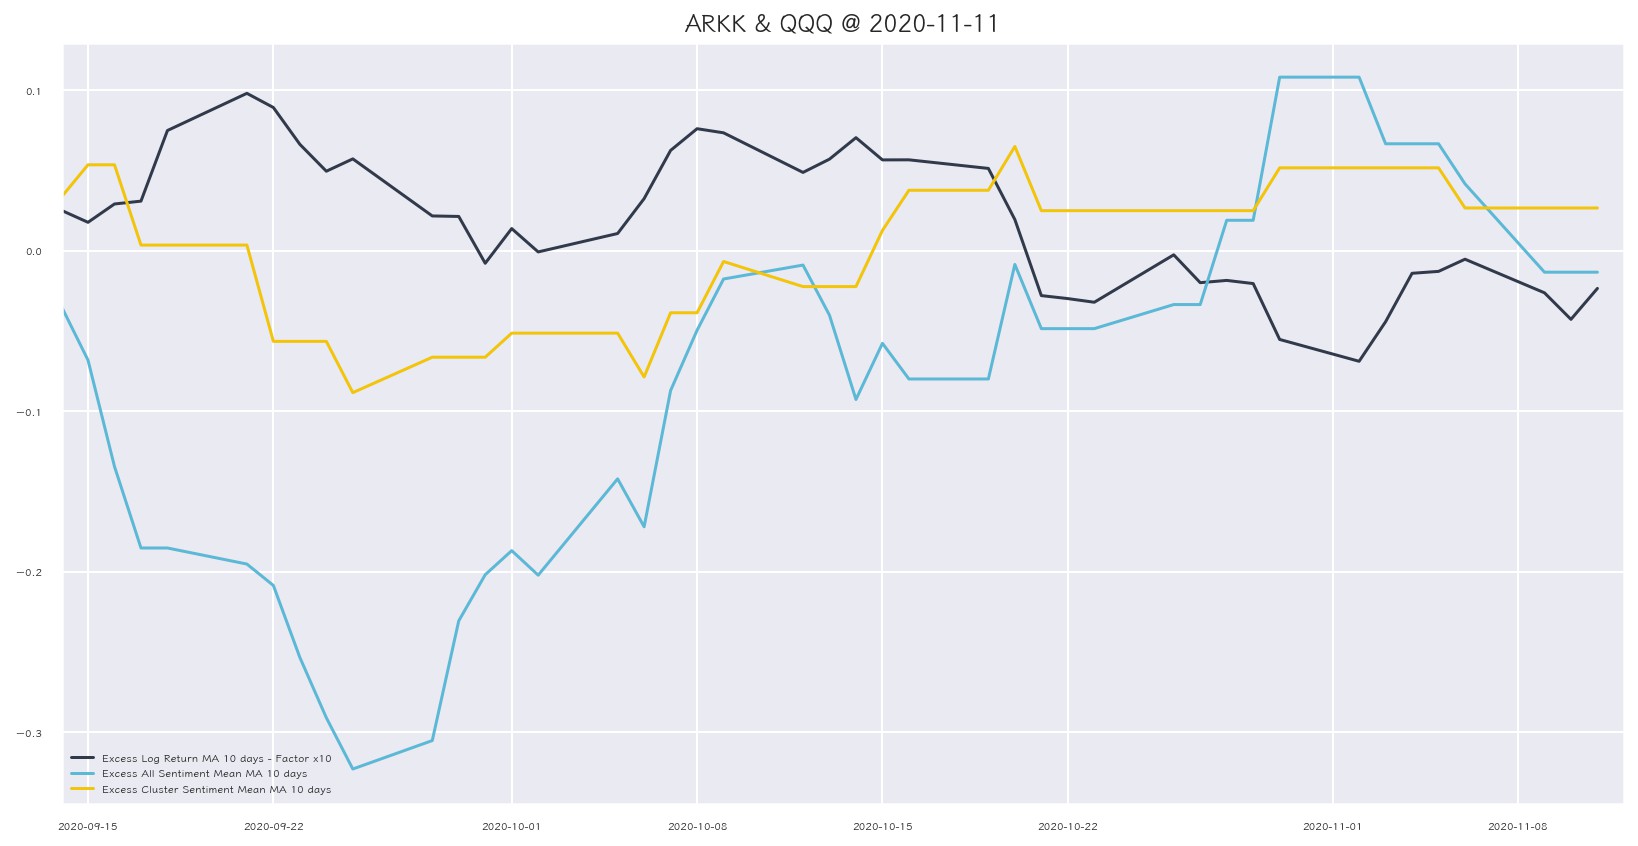 ARKK & QQQ @ 2020-11-11
0.1
0.0
−0.1
−0.2
−0.3
Excess Log Return MA 10 days - Factor x10
Excess All Sentiment Mean MA 10 days
Excess Cluster Sentiment Mean MA 10 days
2020-09-15 2020-09-22 2020-10-01 2020-10-08 2020-10-15 2020-10-22 2020-11-01 2020-11-08